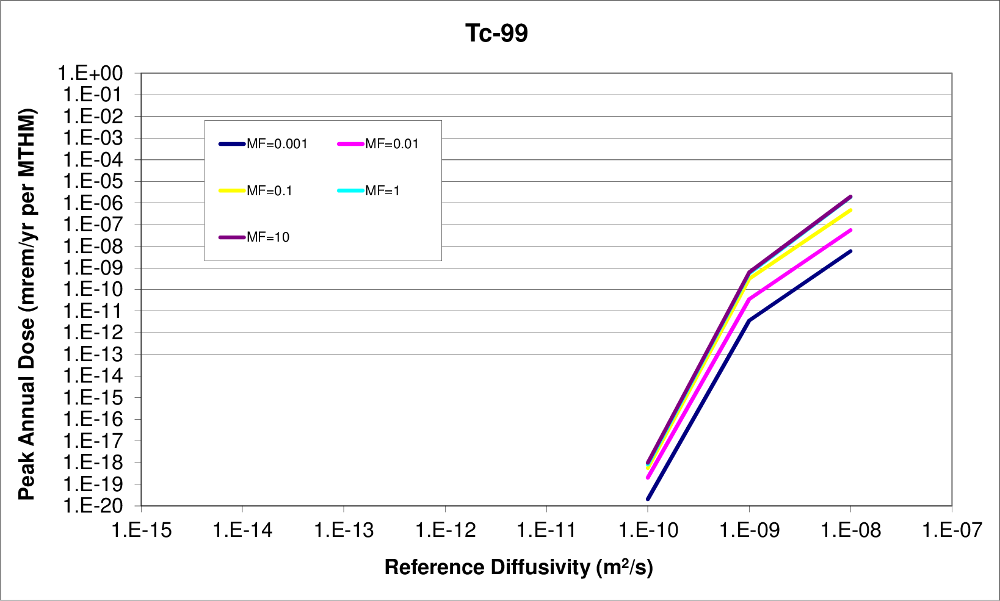 Tc-99
Peak Annual Dose (mrem/yr per MTHM)
1.E+00
1.E-01
1.E-02
1.E-03
1.E-04
1.E-05
1.E-06
1.E-07
1.E-08
1.E-09
1.E-10
1.E-11
1.E-12
1.E-13
1.E-14
1.E-15
1.E-16
1.E-17
1.E-18
1.E-19
1.E-20
MF=0.001 MF=0.01
MF=0.1 MF=1
MF=10
1.E-15 1.E-14 1.E-13 1.E-12 1.E-11 1.E-10 1.E-09 1.E-08 1.E-07
Reference Diffusivity (m²/s)